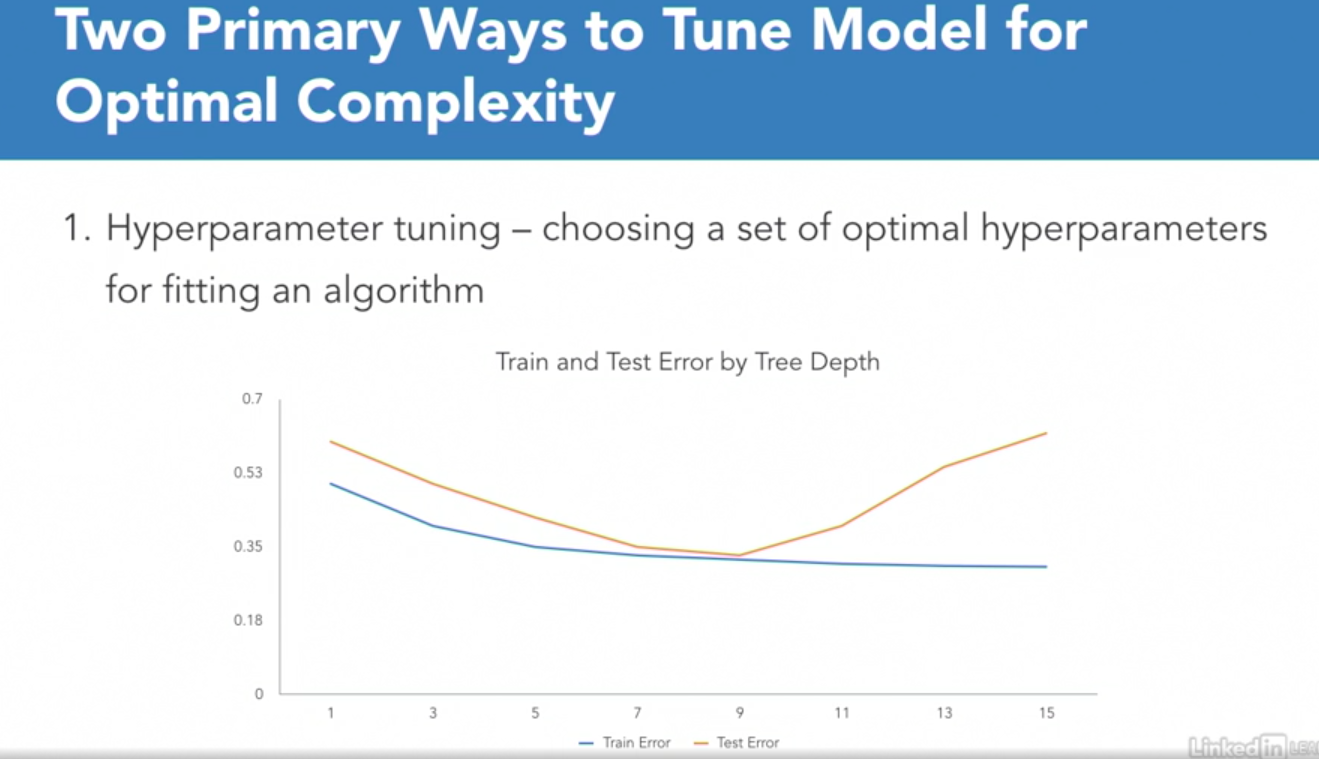 Two Primary Ways to Tune Model for
Optimal Complexity
1. Hyperparameter tuning – choosing a set of optimal hyperparameters
for fitting an algorithm
Train and Test Error by Tree Depth
0.7
0.53
0.35
0.18
0
1 3 5 7 9 11 13 15
Train Error Test Error
Linked in